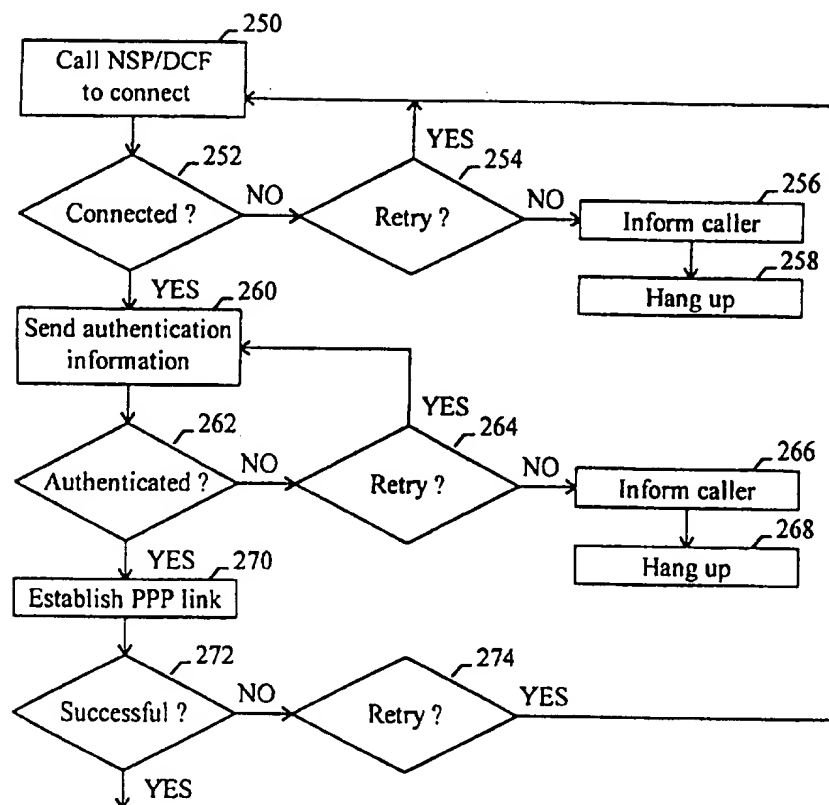 250
Call NSP/DCF
to connect
252
Connected ?
NO
YES
254
Retry ?
NO
256
Inform caller
258
Hang up
YES
260
Send authentication
information
262
Authenticated ?
NO
YES
264
Retry ?
NO
266
Inform caller
268
Hang up
YES
270
Establish PPP link
272
Successful ?
NO
274
Retry ?
YES
YES